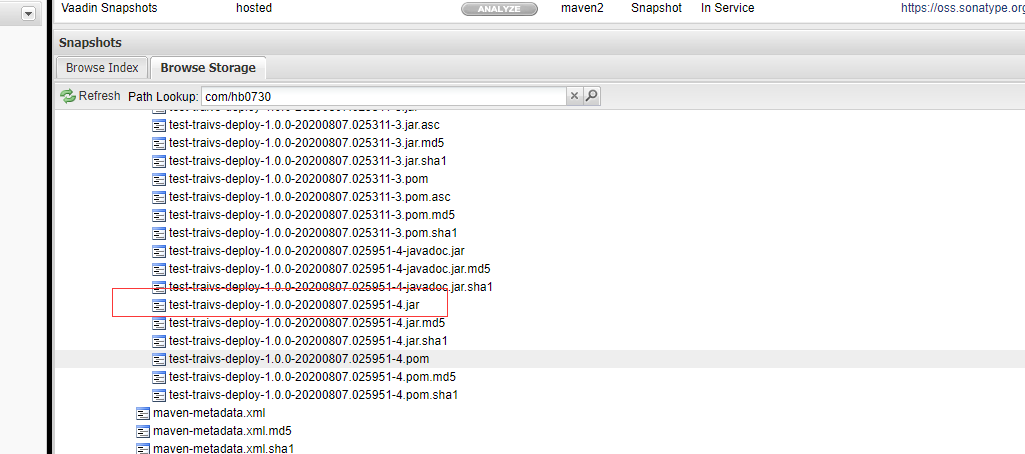 Vaadin Snapshots hosted ANALYZE maven2 Snapshot In Service https://oss.sonatype.org
Snapshots
Browse Index Browse Storage
Refresh Path Lookup: com/hb0730
test-traivs-deploy-1.0.0-20200807.025311-3.jar
test-traivs-deploy-1.0.0-20200807.025311-3.jar.asc
test-traivs-deploy-1.0.0-20200807.025311-3.jar.md5
test-traivs-deploy-1.0.0-20200807.025311-3.jar.sha1
test-traivs-deploy-1.0.0-20200807.025311-3.pom
test-traivs-deploy-1.0.0-20200807.025311-3.pom.asc
test-traivs-deploy-1.0.0-20200807.025311-3.pom.md5
test-traivs-deploy-1.0.0-20200807.025311-3.pom.sha1
test-traivs-deploy-1.0.0-20200807.025951-4-javadoc.jar
test-traivs-deploy-1.0.0-20200807.025951-4-javadoc.jar.md5
test-traivs-deploy-1.0.0-20200807.025951-4-javadoc.jar.sha1
test-traivs-deploy-1.0.0-20200807.025951-4.jar
test-traivs-deploy-1.0.0-20200807.025951-4.jar.md5
test-traivs-deploy-1.0.0-20200807.025951-4.jar.sha1
test-traivs-deploy-1.0.0-20200807.025951-4.pom
test-traivs-deploy-1.0.0-20200807.025951-4.pom.md5
test-traivs-deploy-1.0.0-20200807.025951-4.pom.sha1
maven-metadata.xml
maven-metadata.xml.md5
maven-metadata.xml.sha1